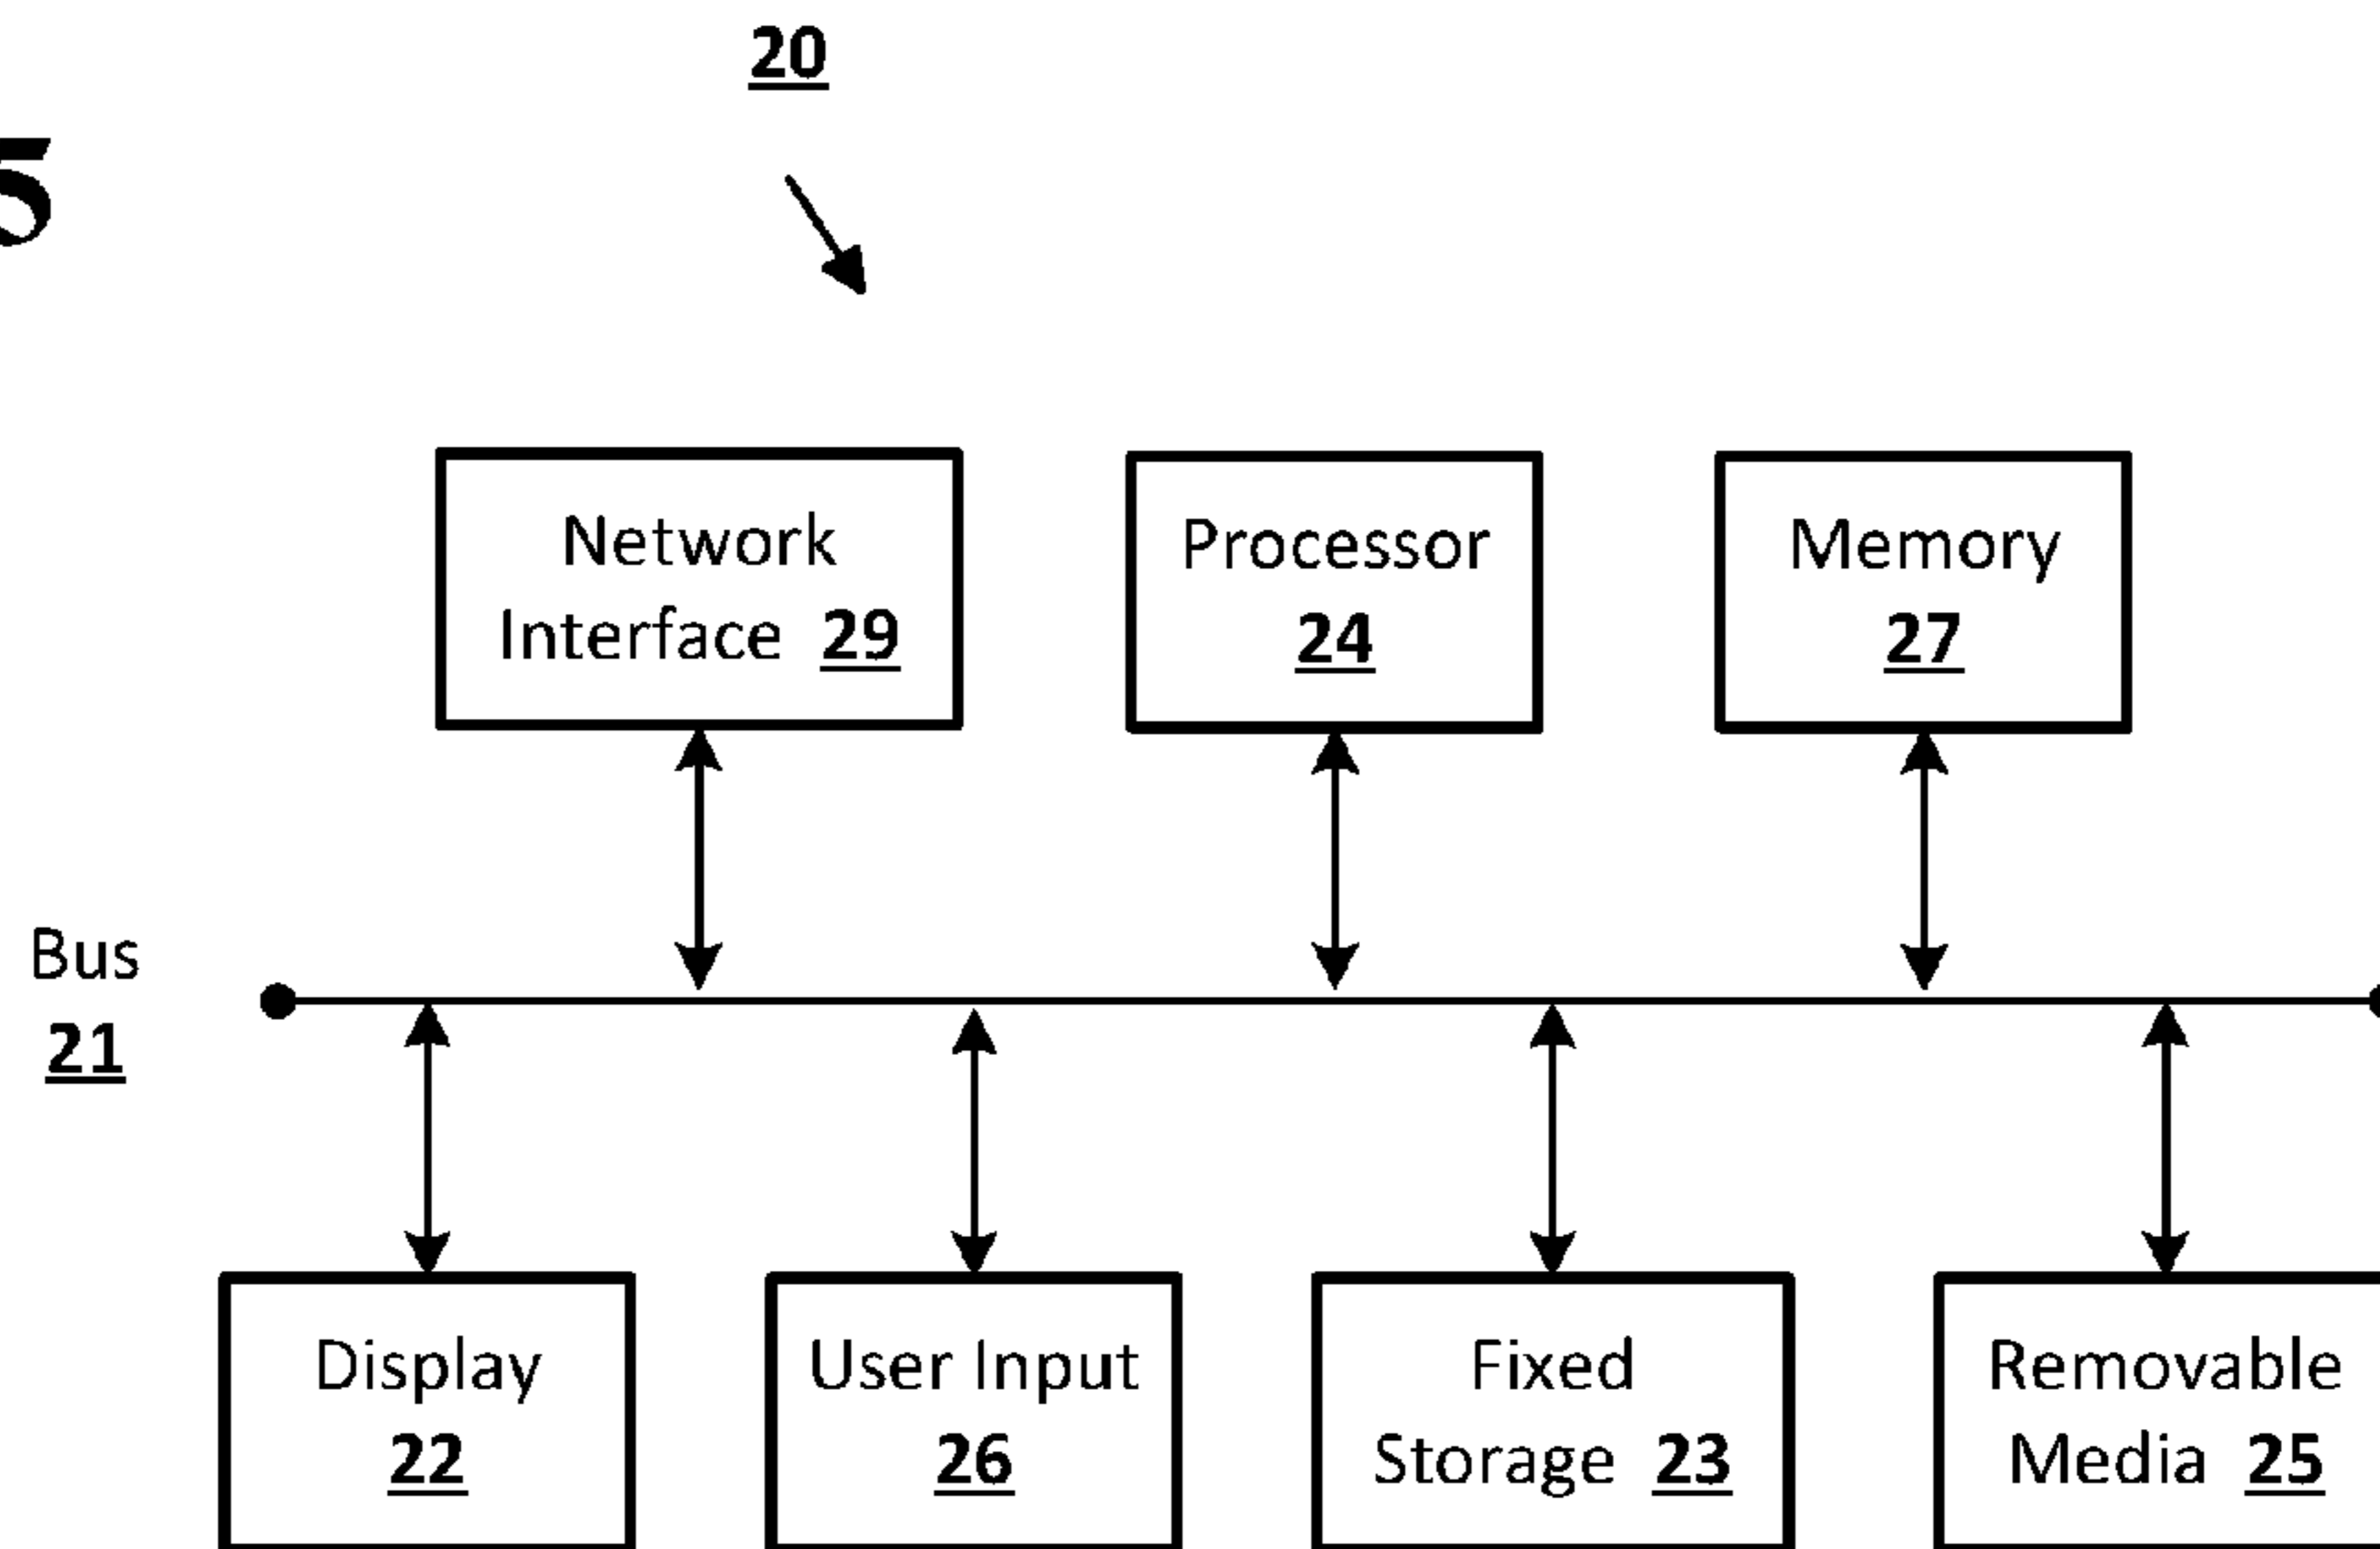 20
5
Network
Interface 29
Processor
24
Memory
27
Bus
21
Display
22
User Input
26
Fixed
Storage 23
Removable
Media 25